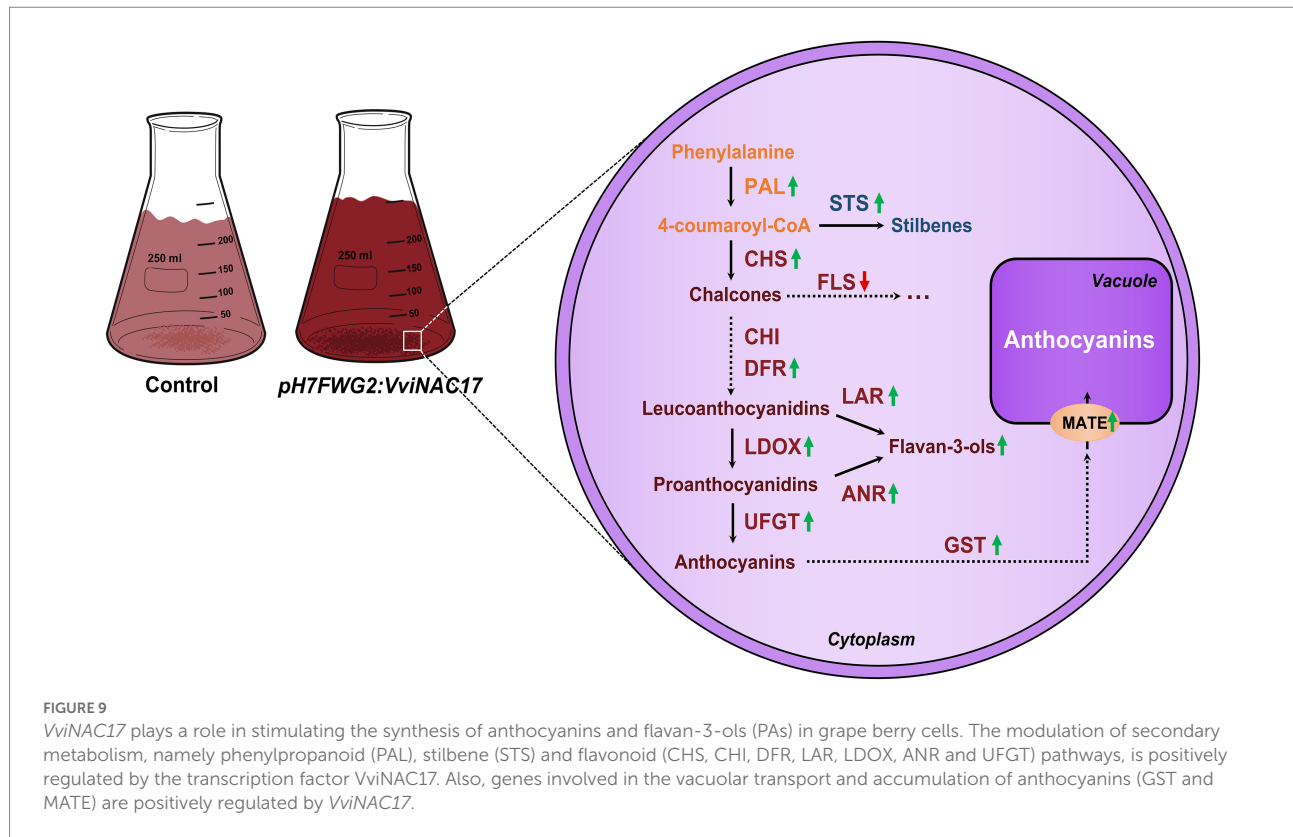 250 ml
200
150
100
50
Control
250 ml
200
150
100
50
pH7FWG2:VviNAC17
Phenylalanine
PAL
4-coumaroyl-CoA
STS
Stilbenes
CHS
Chalcones
FLS
...
CHI
DFR
Leucoanthocyanidins
LAR
LDOX
Flavan-3-ols
Proanthocyanidins
ANR
UFGT
Anthocyanins
GST
Vacuole
Anthocyanins
MATE
Cytoplasm
FIGURE 9
VviNAC17 plays a role in stimulating the synthesis of anthocyanins and flavan-3-ols (PAs) in grape berry cells. The modulation of secondary
metabolism, namely phenylpropanoid (PAL), stilbene (STS) and flavonoid (CHS, CHI, DFR, LAR, LDOX, ANR and UFGT) pathways, is positively
regulated by the transcription factor VviNAC17. Also, genes involved in the vacuolar transport and accumulation of anthocyanins (GST and
MATE) are positively regulated by VviNAC17.